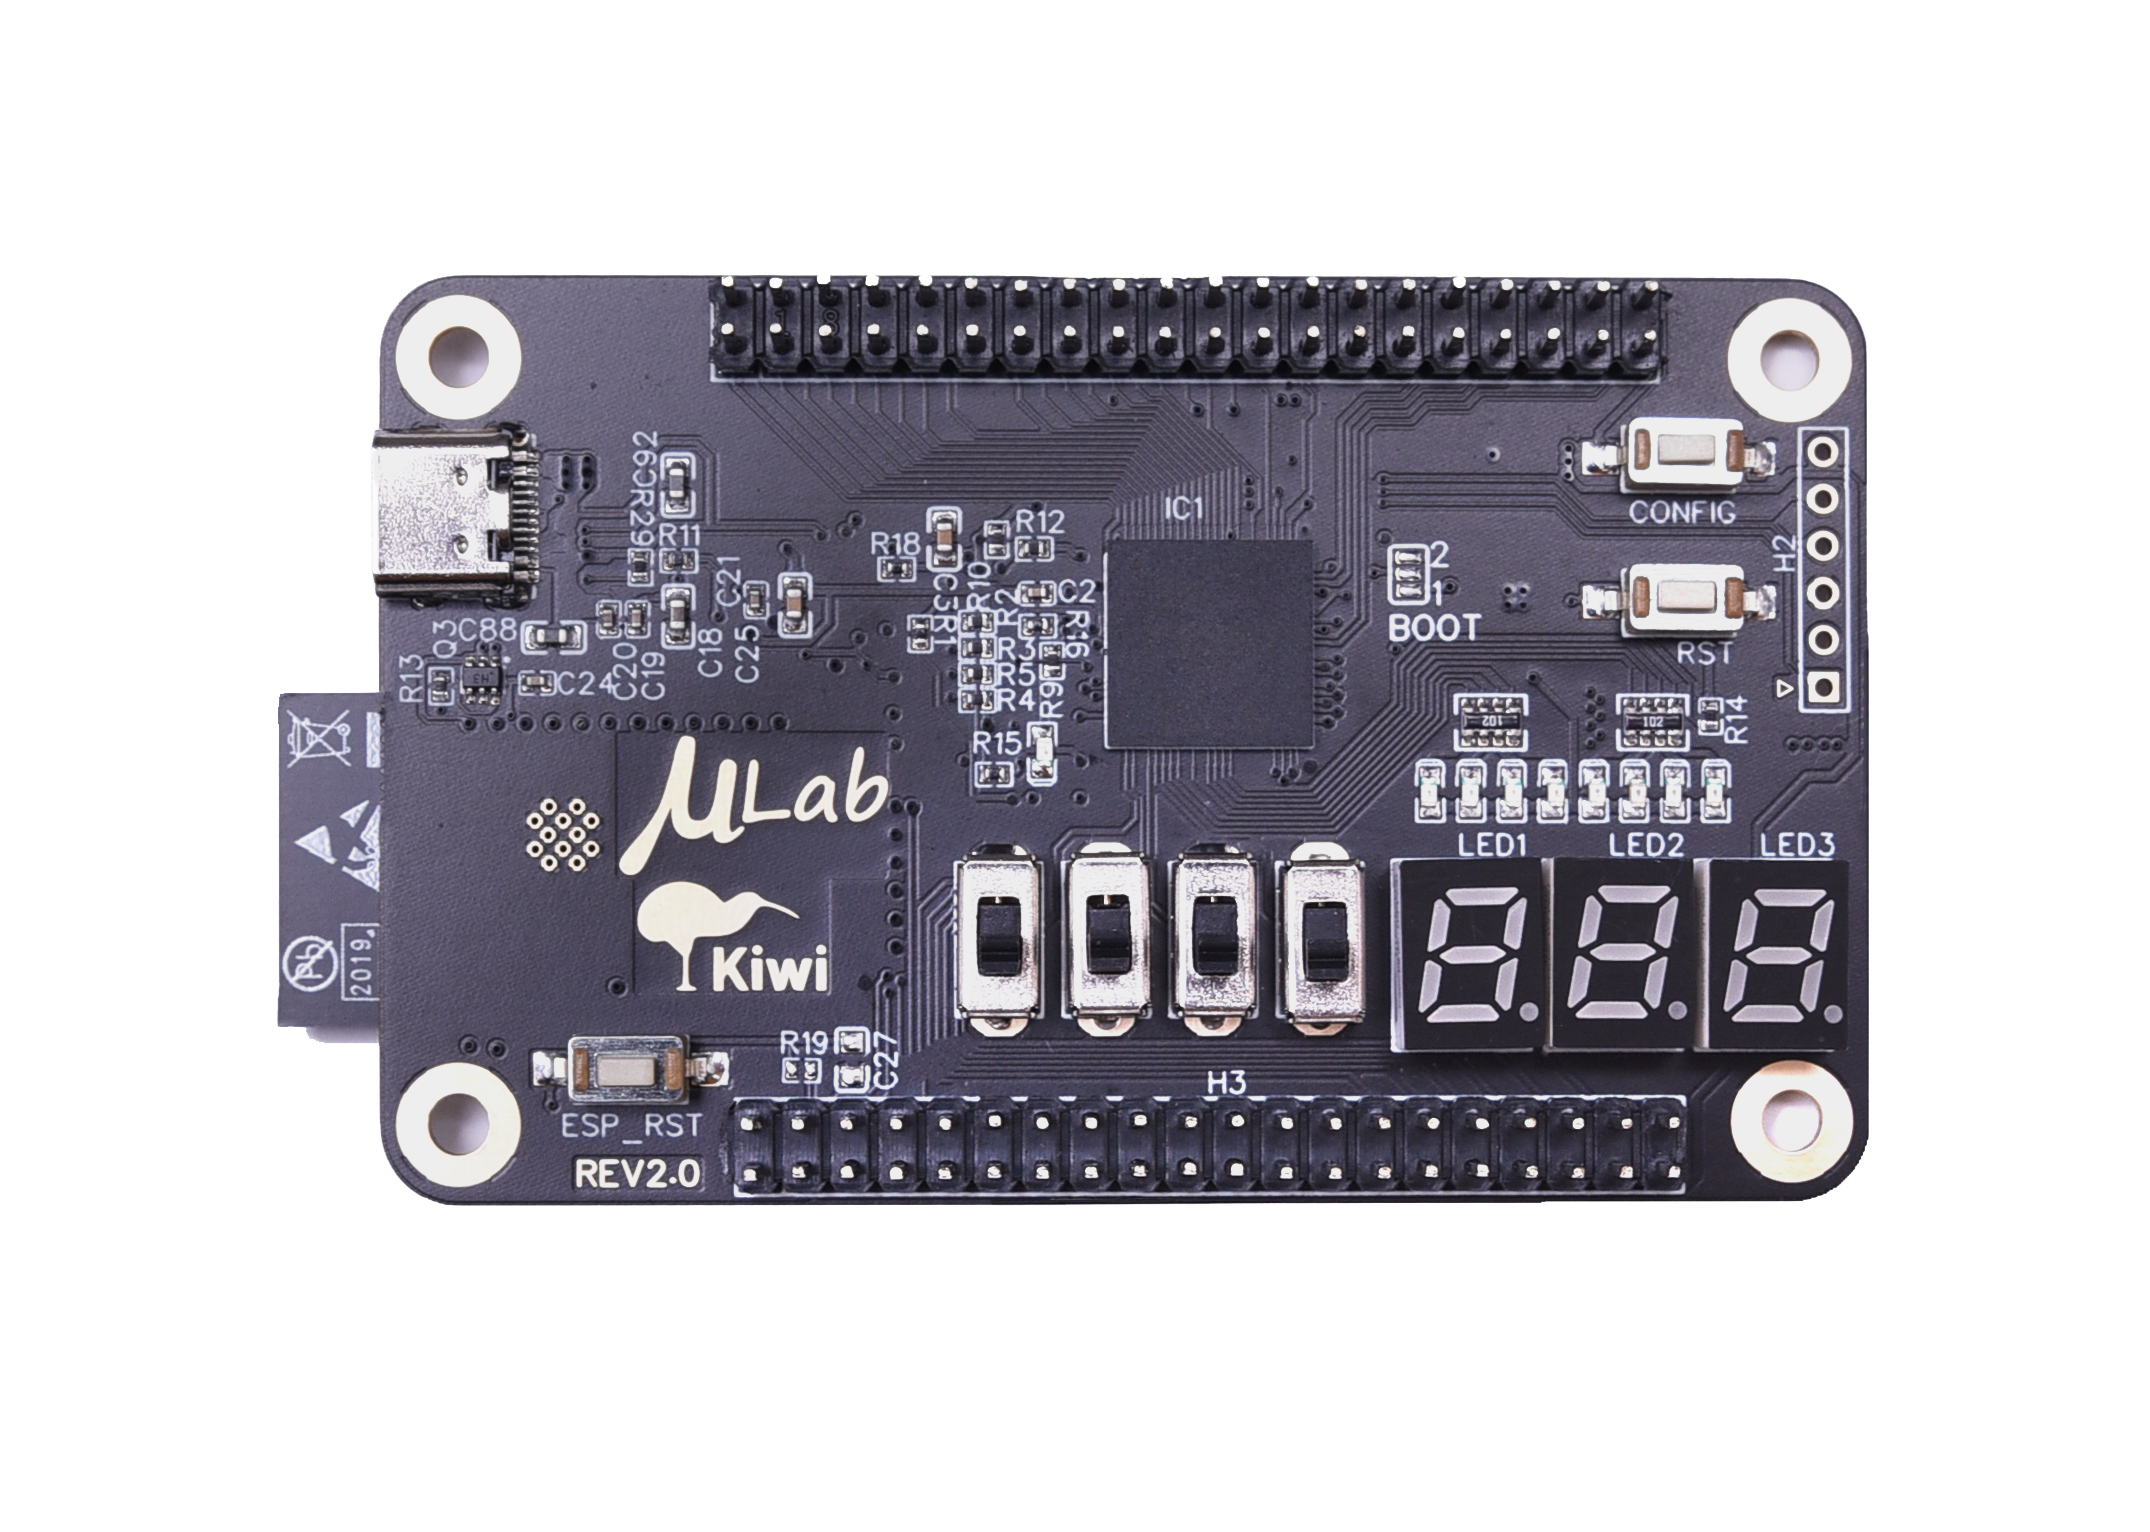 IC1
CONFIG
H2
RST
2
1
BOOT
C92
R29
R11
C21
C18
C25
C20
C19
Q3
C88
R13
C24
R18
C3
R1
R12
R10
R2
C2
R16
R3
R5
R4
R9
R15
102
102
R14
LED1
LED2
LED3
µLab
Kiwi
2019
Pb
R19
C27
H3
ESP_RST
REV2.0